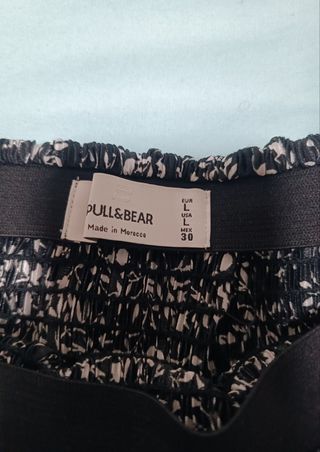 PULL&BEAR
Made in Morocco
EUR
L
USA
L
MEX
30